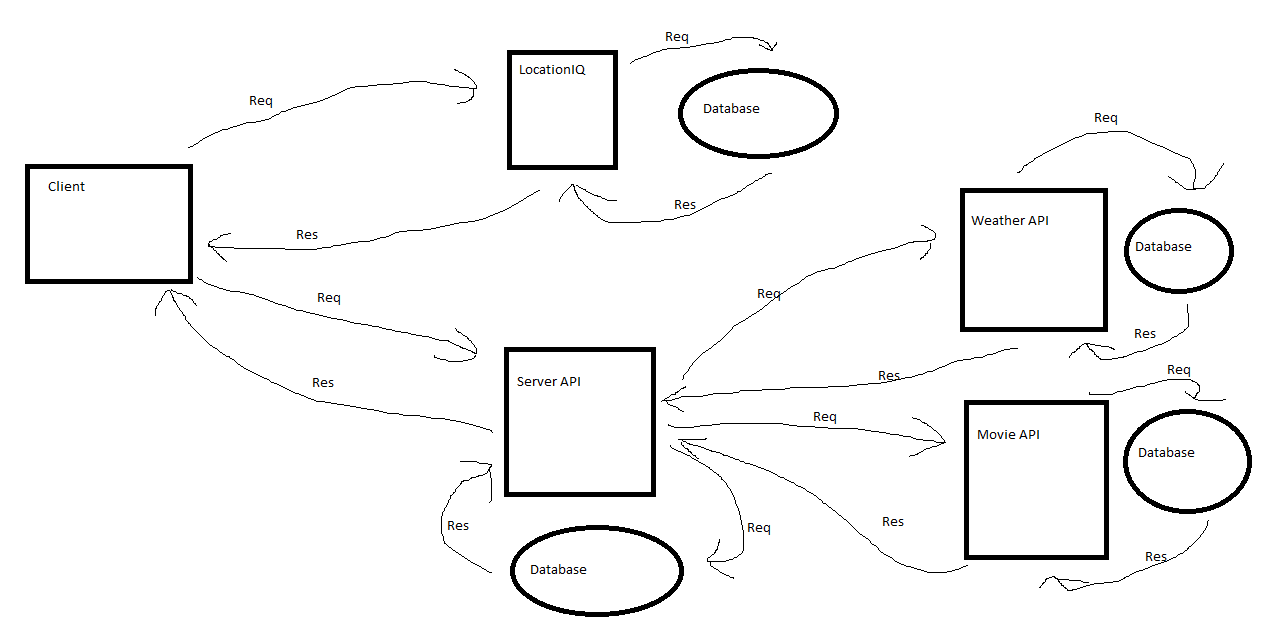 Req
LocationIQ
Req
Database
Client
Res
Res
Req
Weather API
Database
Req
Req
Res
Res
Res
Server API
Req
Req
Movie API
Database
Res
Req
Res
Res
Database